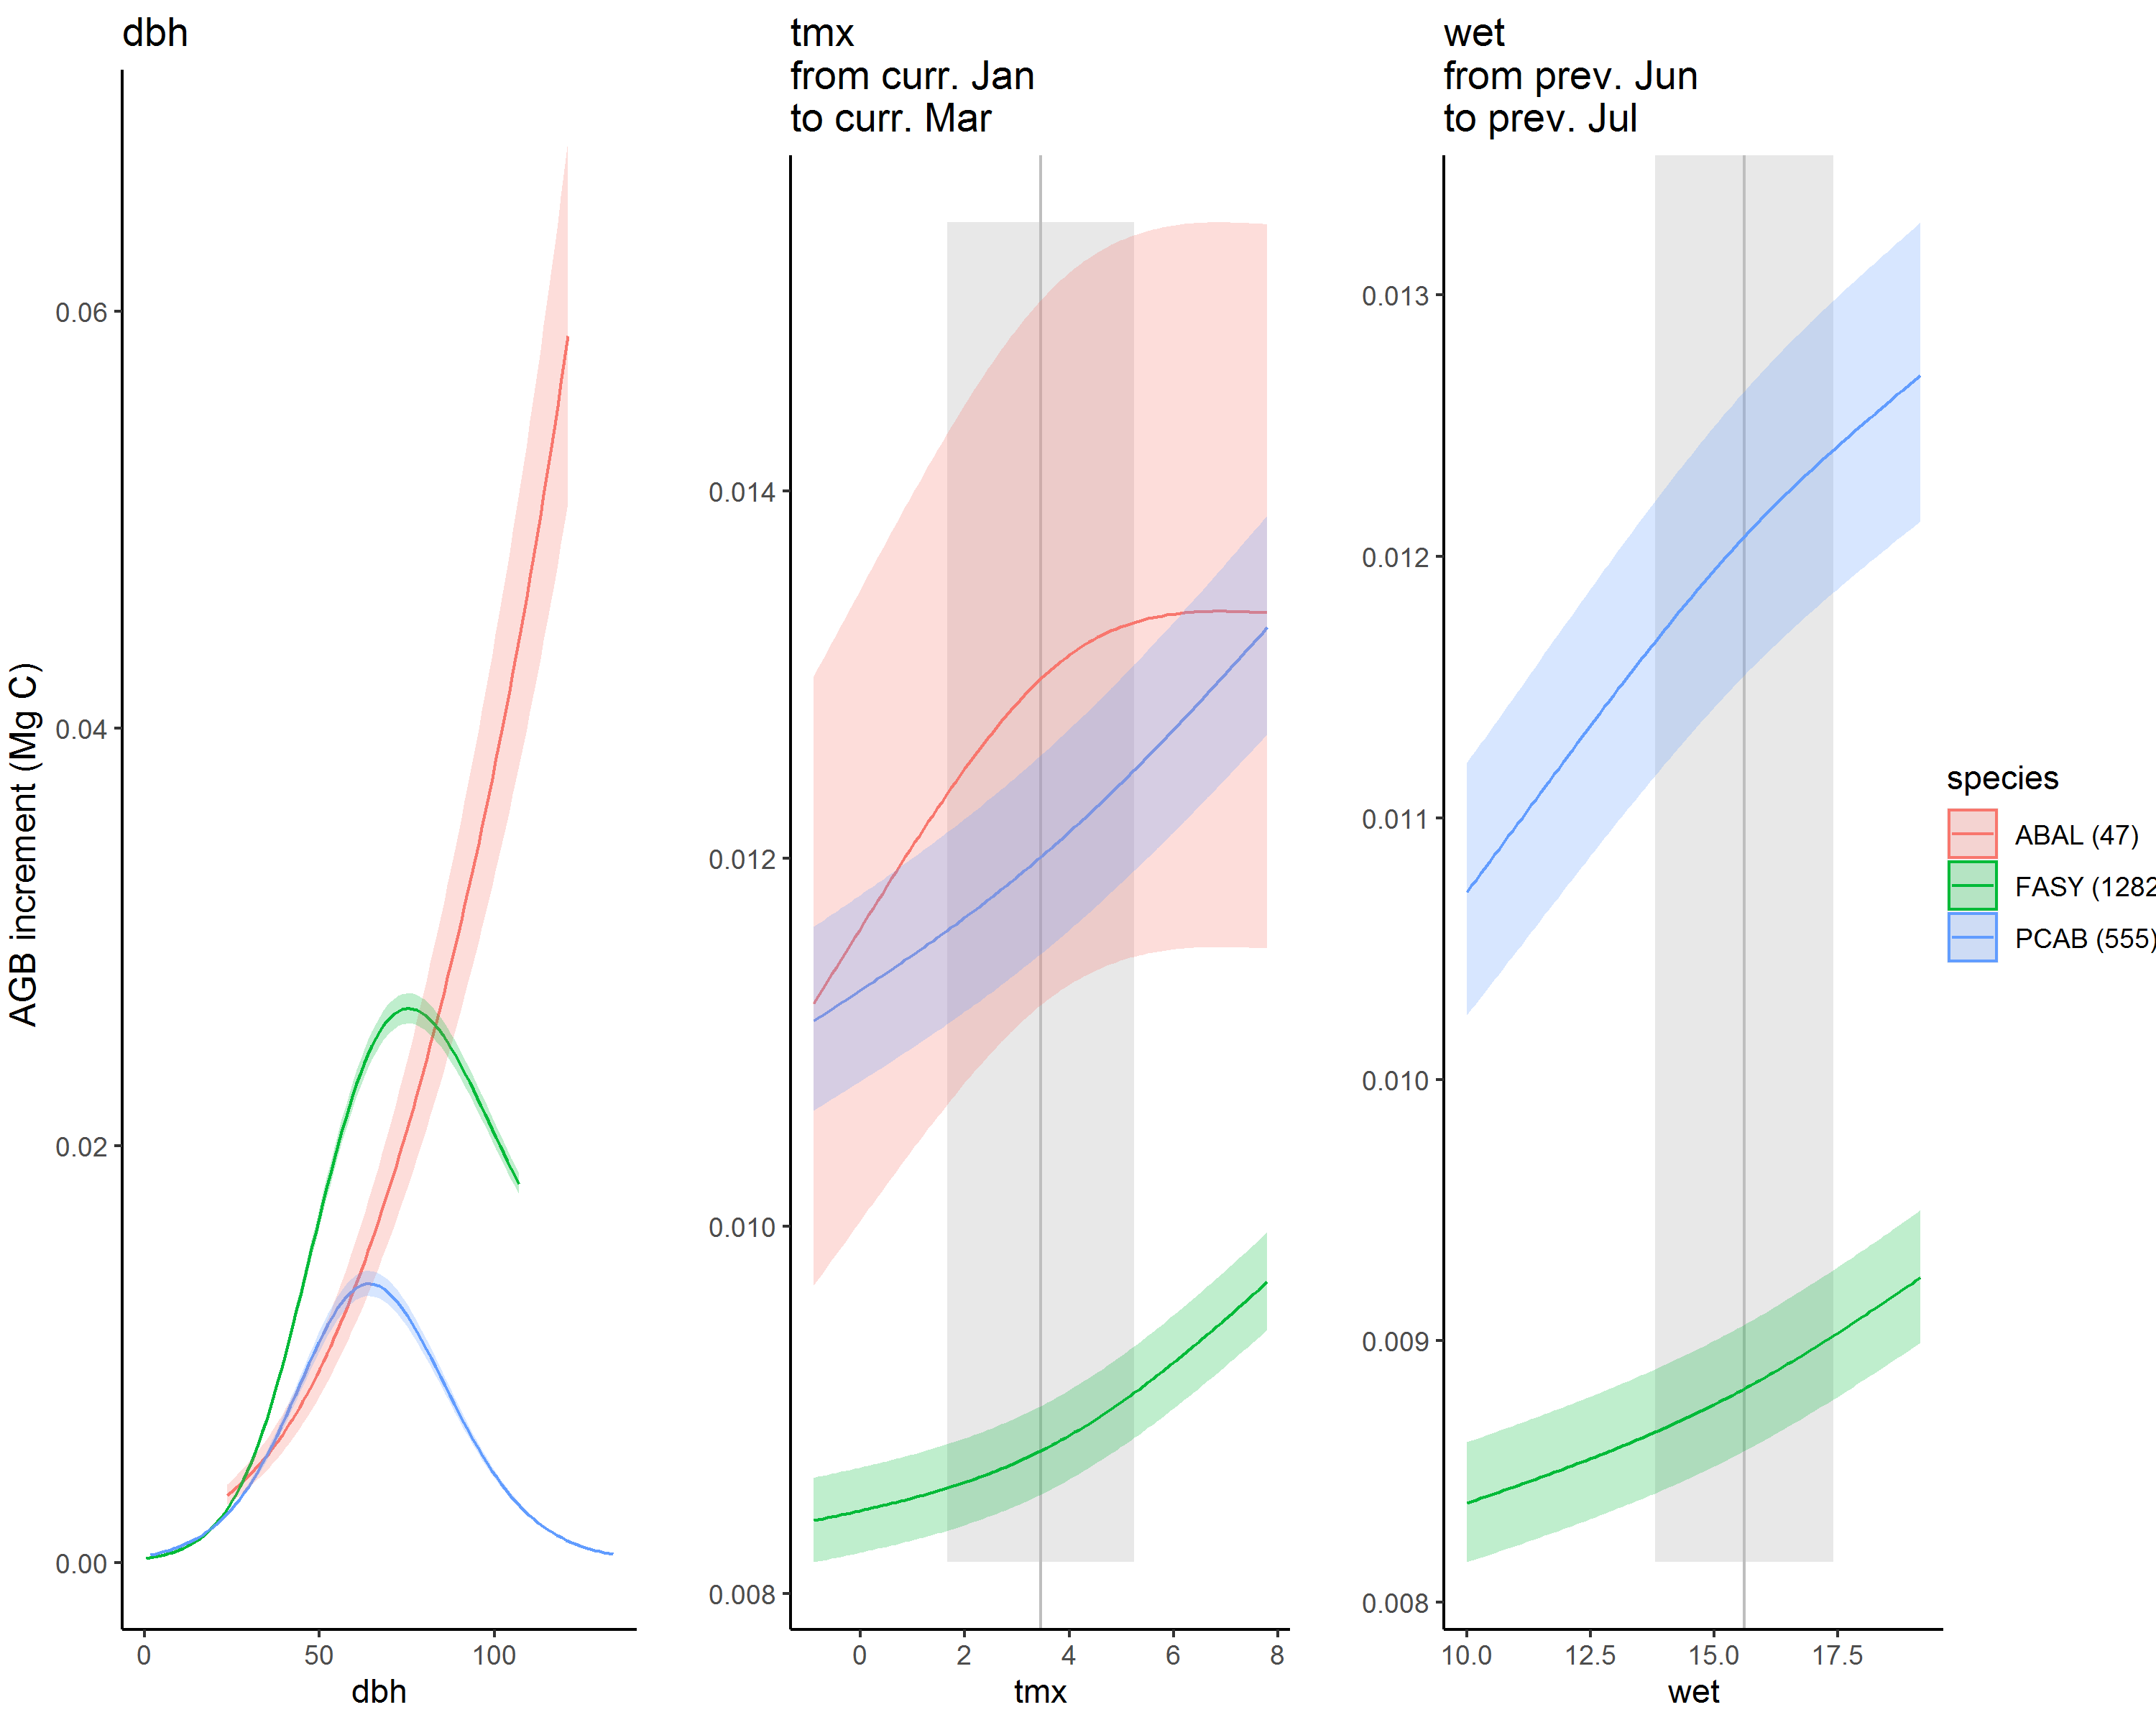 dbh
tmx
from curr. Jan
to curr. Mar
wet
from prev. Jun
to prev. Jul
AGB increment (Mg C)
0.06
0.04
0.02
0.00
0 50 100
dbh
0.014
0.012
0.010
0.008
0 2 4 6 8
tmx
0.013
0.012
0.011
0.010
0.009
0.008
10.0 12.5 15.0 17.5
wet
species
ABAL (47)
FASY (1282
PCAB (555)